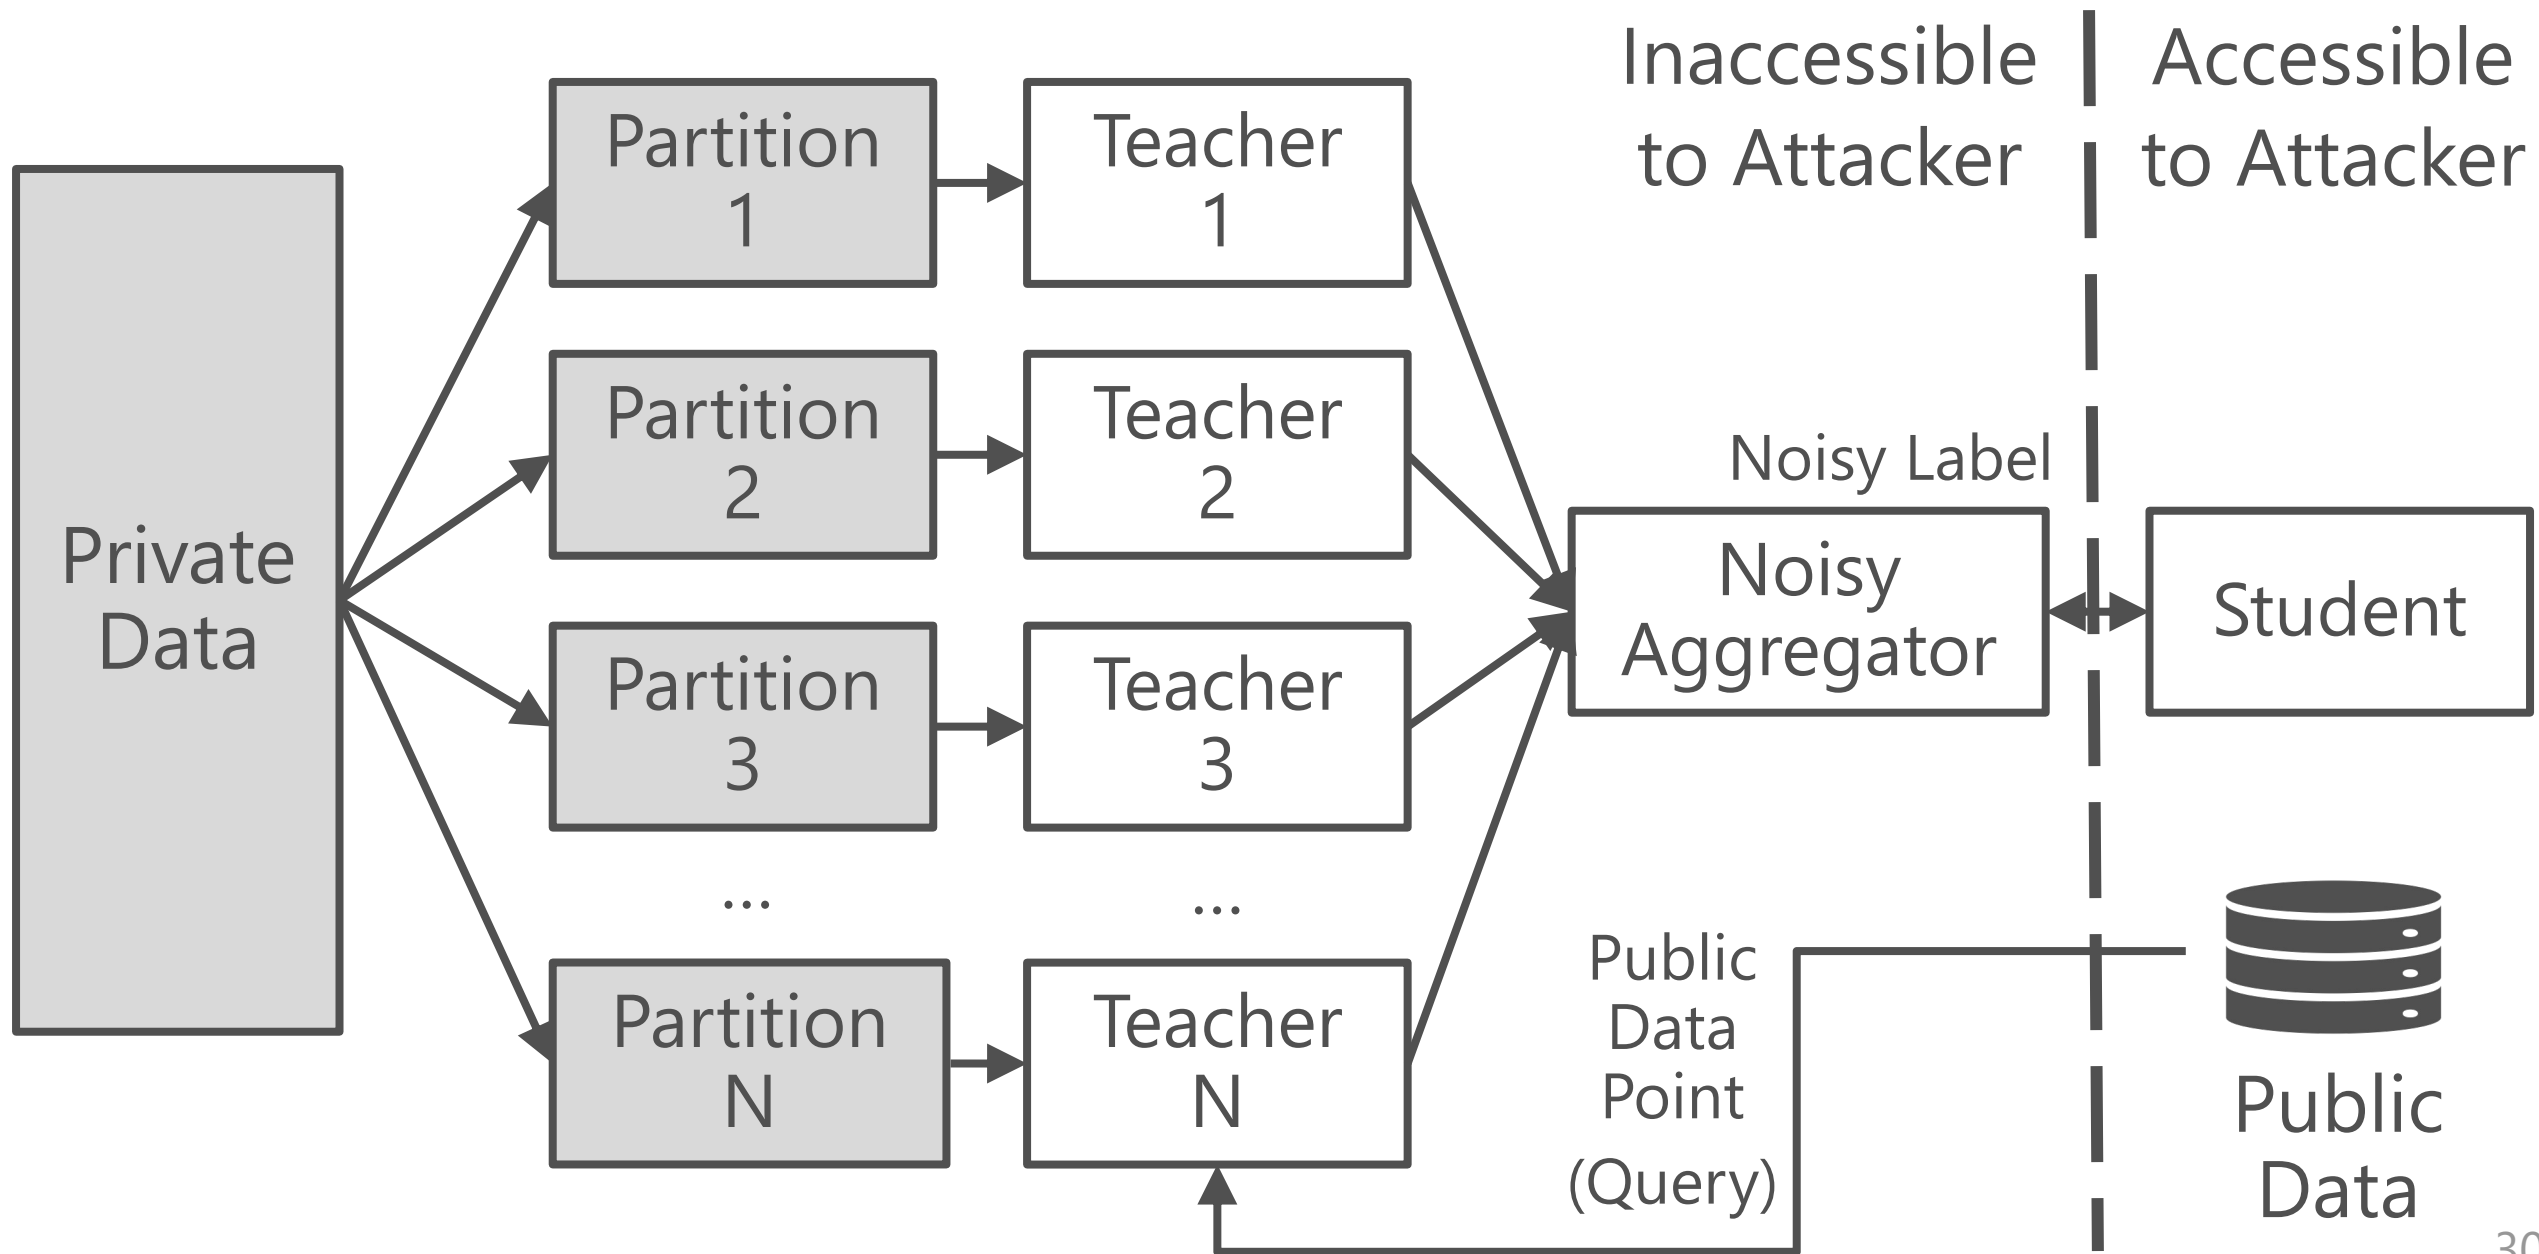 Inaccessible
to Attacker
Accessible
to Attacker
Private
Data
Partition
1
Teacher
1
Partition
2
Teacher
2
Partition
3
Teacher
3
...
...
Partition
N
Teacher
N
Noisy Label
Noisy
Aggregator
Student
Public
Data
Point
(Query)
Public
Data
30